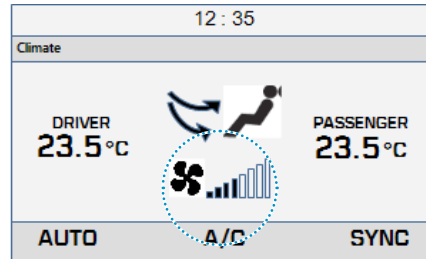 12 : 35
Climate
DRIVER
23.5 °C
PASSENGER
23.5 °C
AUTO
A/C
SYNC